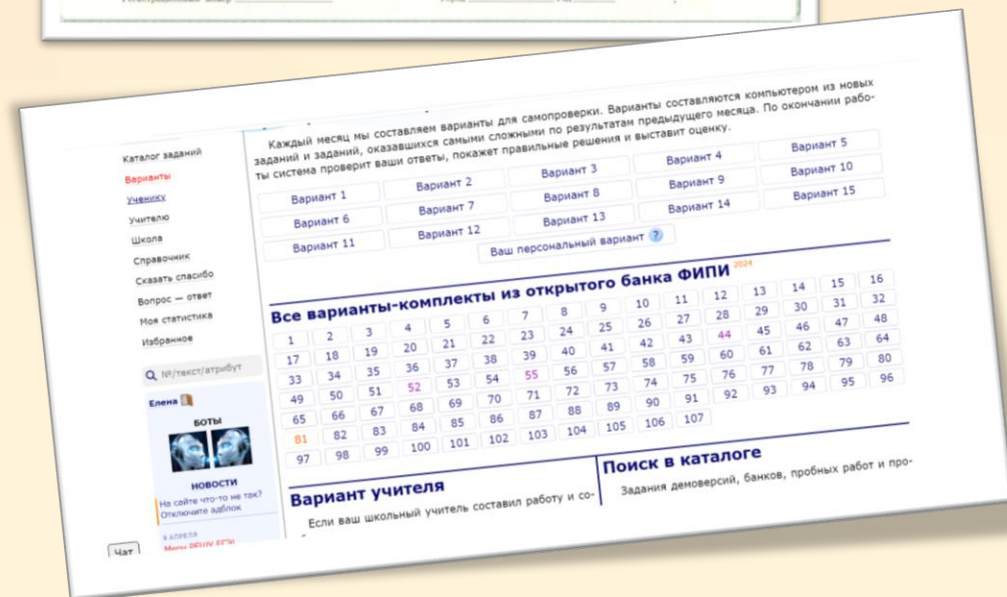 Каталог заданий
Варианты
Ученику
Учителю
Школа
Справочник
Сказать спасибо
Вопрос — ответ
Моя статистика
Избранное
№/текст/атрибут
Елена
БОТЫ
НОВОСТИ
На сайте что-то не так?
Отключите адблок
Чат
Каждый месяц мы составляем варианты для самопроверки. Варианты составляются компьютером из новых
заданий и заданий, оказавшихся самыми сложными по результатам предыдущего месяца. По окончании рабо-
ты система проверит ваши ответы, покажет правильные решения и выставит оценку.
Вариант 1 Вариант 2 Вариант 3 Вариант 4 Вариант 5
Вариант 6 Вариант 7 Вариант 8 Вариант 9 Вариант 10
Вариант 11 Вариант 12 Вариант 13 Вариант 14 Вариант 15
Ваш персональный вариант ?
Все варианты-комплекты из открытого банка ФИПИ 2024
1 2 3 4 5 6 7 8 9 10 11 12 13 14 15 16
17 18 19 20 21 22 23 24 25 26 27 28 29 30 31 32
33 34 35 36 37 38 39 40 41 42 43 44 45 46 47 48
49 50 51 52 53 54 55 56 57 58 59 60 61 62 63 64
65 66 67 68 69 70 71 72 73 74 75 76 77 78 79 80
81 82 83 84 85 86 87 88 89 90 91 92 93 94 95 96
97 98 99 100 101 102 103 104 105 106 107
Вариант учителя
Если ваш школьный учитель составил работу и со-
Поиск в каталоге
Задания демоверсий, банков, пробных работ и про-